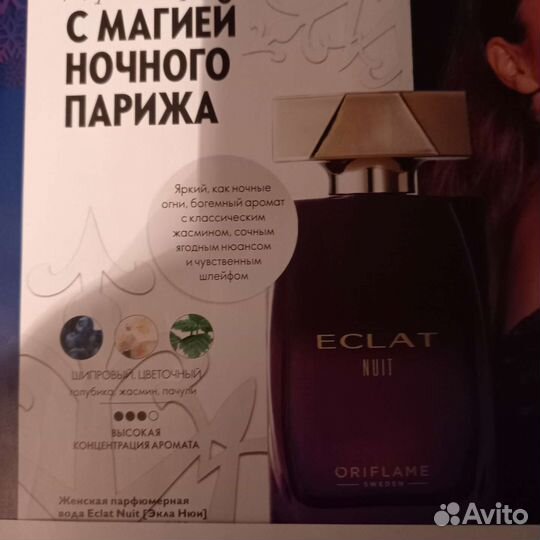 С МАГИЕЙ
НОЧНОГО
ПАРИЖА
Яркий, как ночные
огни, богемный аромат
с классическим
жасмином, сочным
ягодным нюансом
и чувственным
шлейфом
ECLAT
NUIT
ШИПРОВЫЙ, ЦВЕТОЧНЫЙ
голубика, жасмин, пачули
ВЫСОКАЯ
КОНЦЕНТРАЦИЯ АРОМАТА
ORIFLAME
SWEDEN
Женская парфюмерная
вода Eclat Nuit [Экла Нюи]
Avito